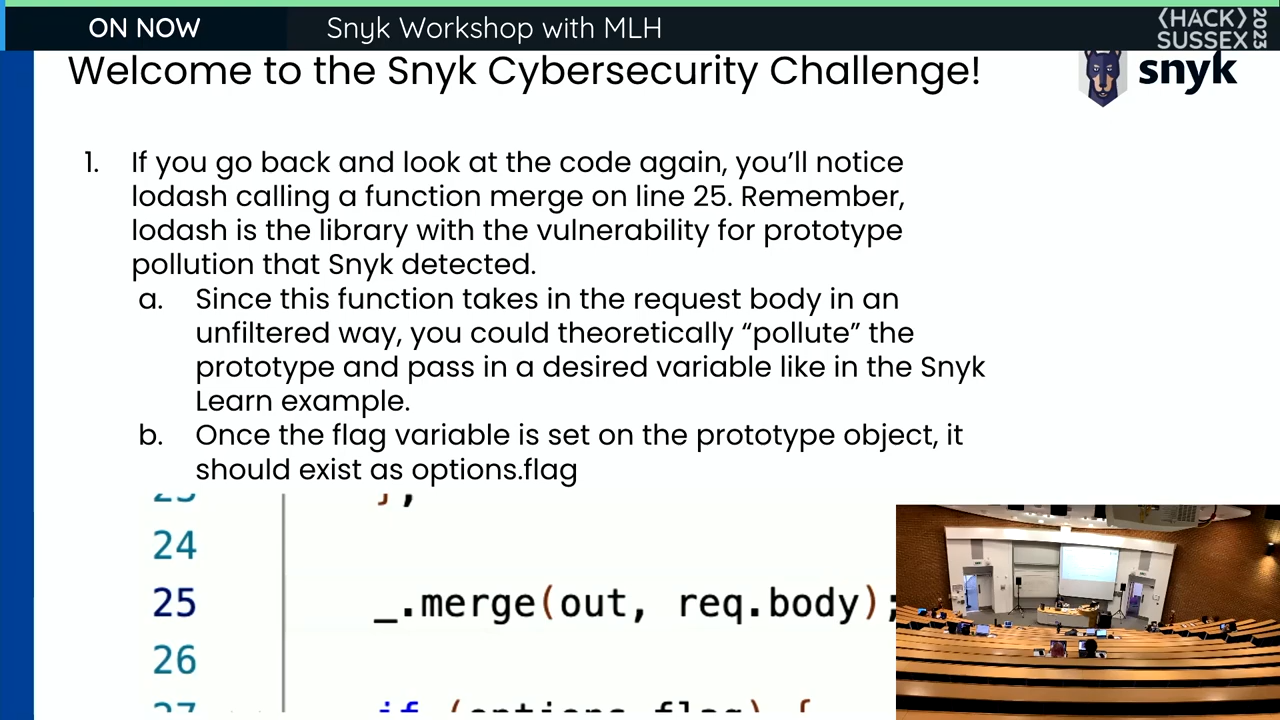 ON NOW
Snyk Workshop with MLH
⟨HACK⟩
SUSSEX
2023
Welcome to the Snyk Cybersecurity Challenge!
snyk
1. If you go back and look at the code again, you’ll notice
lodash calling a function merge on line 25. Remember,
lodash is the library with the vulnerability for prototype
pollution that Snyk detected.
a. Since this function takes in the request body in an
unfiltered way, you could theoretically “pollute” the
prototype and pass in a desired variable like in the Snyk
Learn example.
b. Once the flag variable is set on the prototype object, it
should exist as options.flag
23 };
24
25 _.merge(out, req.body);
26
27 if (options.flag) {